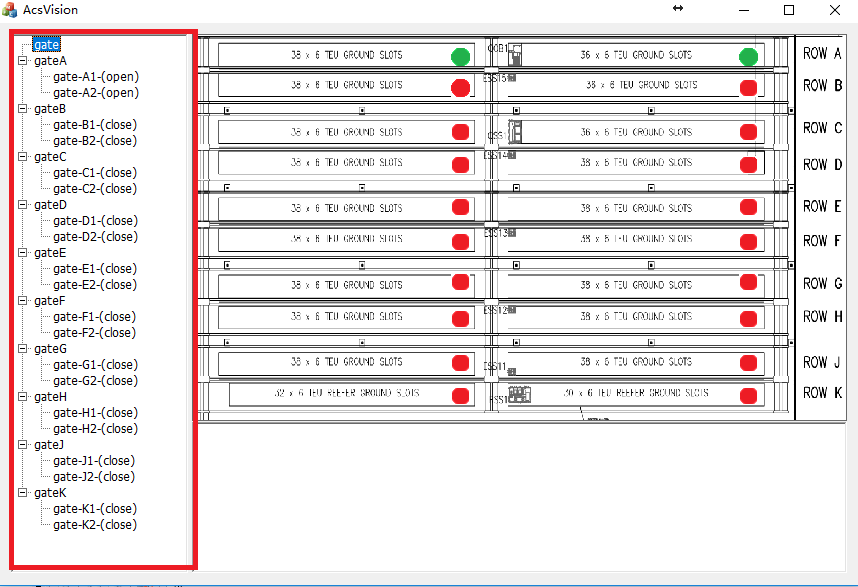 AcsVision
gate
gateA
gate-A1-(open)
gate-A2-(open)
gateB
gate-B1-(close)
gate-B2-(close)
gateC
gate-C1-(close)
gate-C2-(close)
gateD
gate-D1-(close)
gate-D2-(close)
gateE
gate-E1-(close)
gate-E2-(close)
gateF
gate-F1-(close)
gate-F2-(close)
gateG
gate-G1-(close)
gate-G2-(close)
gateH
gate-H1-(close)
gate-H2-(close)
gateJ
gate-J1-(close)
gate-J2-(close)
gateK
gate-K1-(close)
gate-K2-(close)
38 x 6 TEU GROUND SLOTS 36 x 6 TEU GROUND SLOTS ROW A
38 x 6 TEU GROUND SLOTS ESS15 36 x 6 TEU GROUND SLOTS ROW B
38 x 6 TEU GROUND SLOTS 36 x 6 TEU GROUND SLOTS ROW C
38 x 6 TEU GROUND SLOTS ESS14 38 x 6 TEU GROUND SLOTS ROW D
38 x 6 TEU GROUND SLOTS 38 x 6 TEU GROUND SLOTS ROW E
38 x 6 TEU GROUND SLOTS ESS13 38 x 6 TEU GROUND SLOTS ROW F
38 x 6 TEU GROUND SLOTS 38 x 6 TEU GROUND SLOTS ROW G
38 x 6 TEU GROUND SLOTS ESS12 38 x 6 TEU GROUND SLOTS ROW H
38 x 6 TEU GROUND SLOTS ESS11 38 x 6 TEU GROUND SLOTS ROW J
32 x 6 TEU REEFER GROUND SLOTS 30 x 6 TEU REEFER GROUND SLOTS ROW K